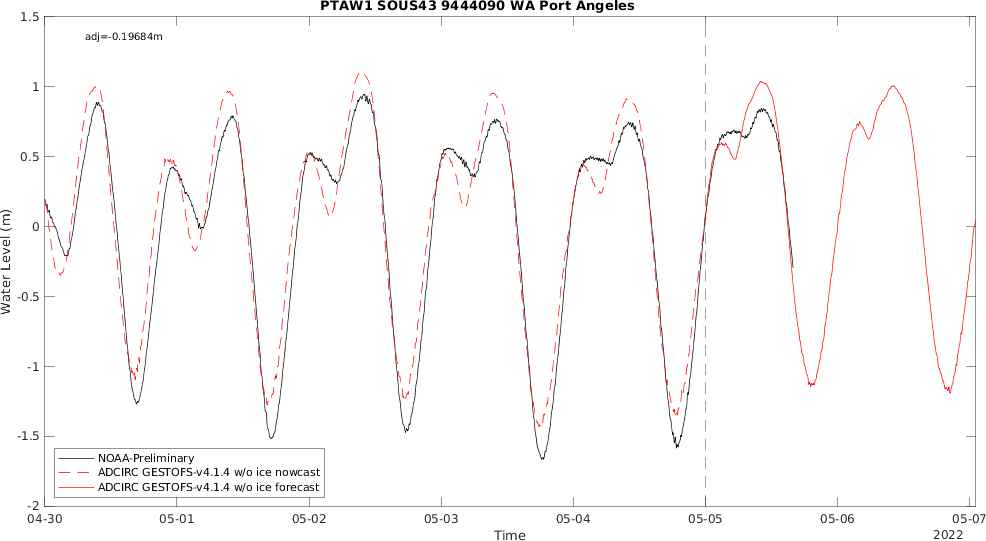 PTAW1 SOUS43 9444090 WA Port Angeles
1.5
adj=-0.19684m
1
0.5
0
-0.5
-1
-1.5
-2
Water Level (m)
NOAA-Preliminary
ADCIRC GESTOFS-v4.1.4 w/o ice nowcast
ADCIRC GESTOFS-v4.1.4 w/o ice forecast
04-30 05-01 05-02 05-03 05-04 05-05 05-06 05-07
Time
2022